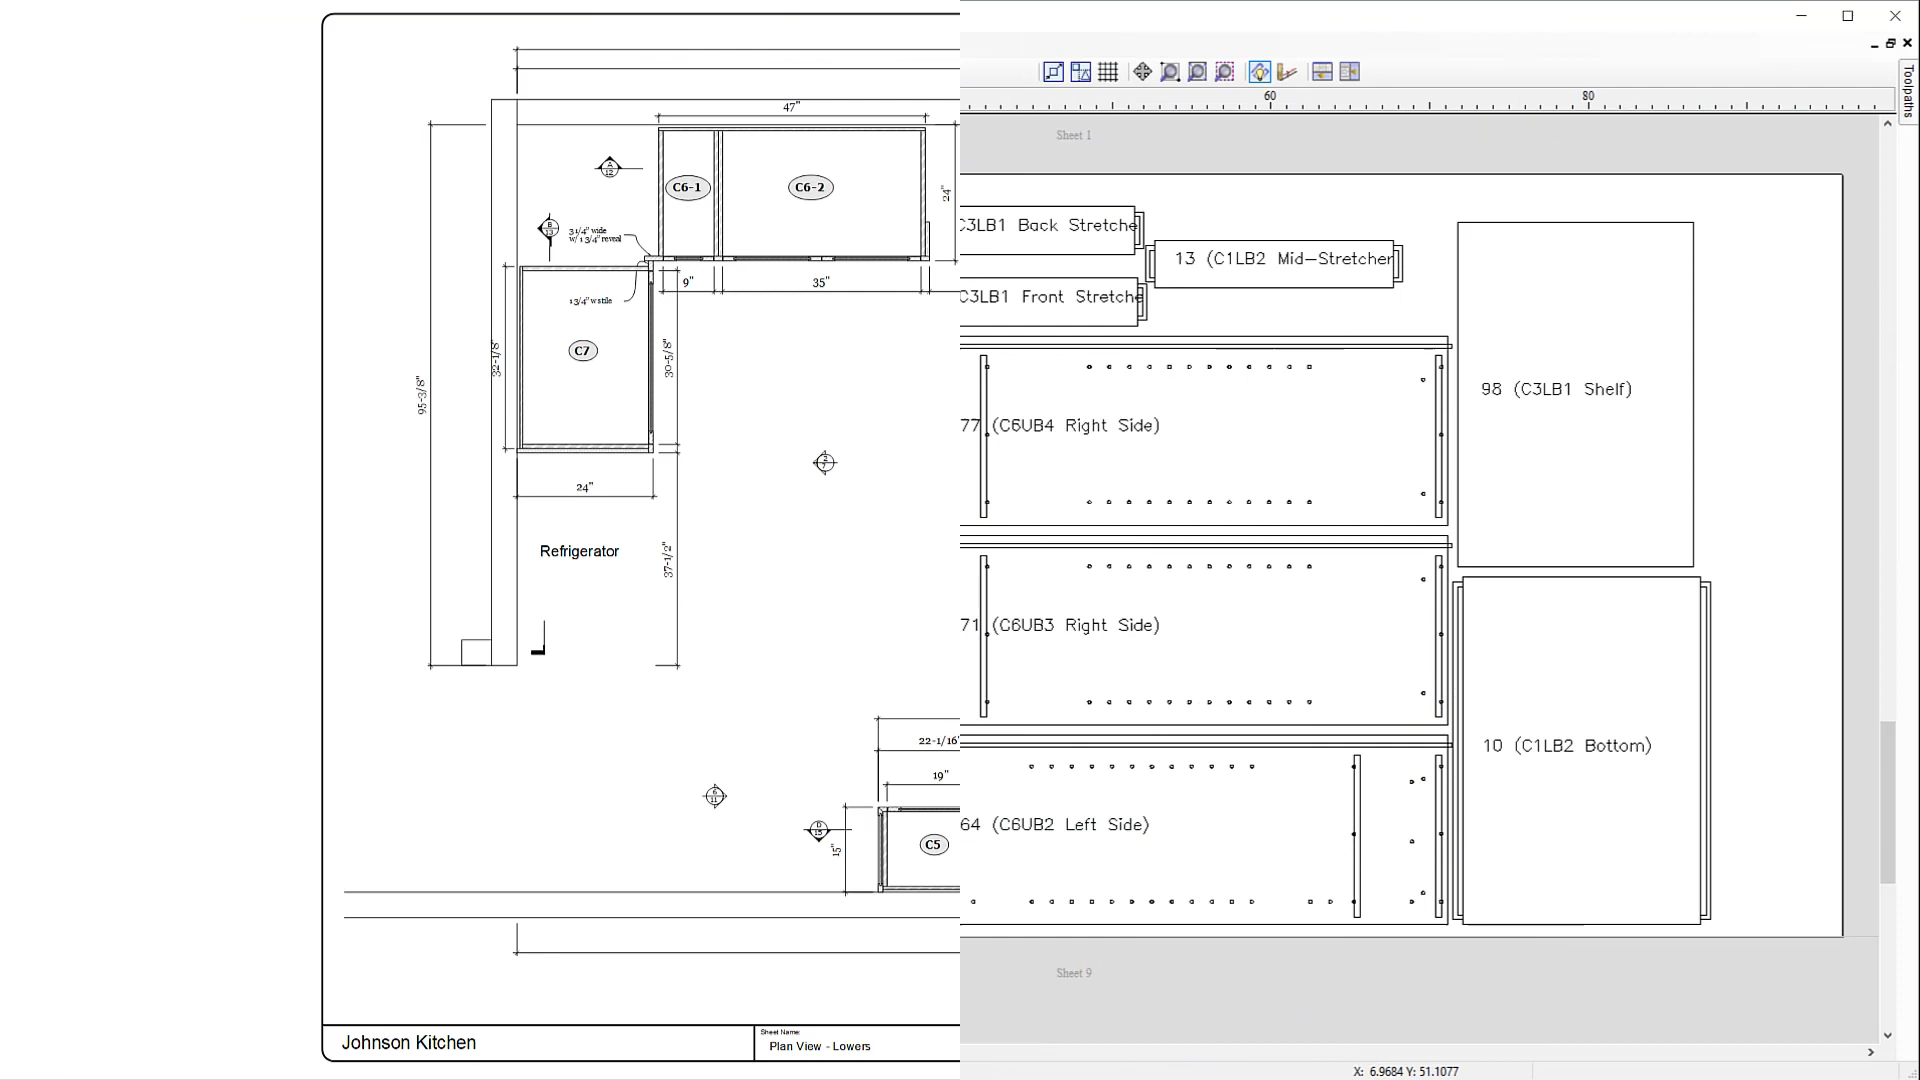 47"
A
12
C6-1
C6-2
24"
B
13
3 1/4" wide
w/ 1 3/4" reveal
9"
35"
1 3/4" w stile
C7
32-1/8"
30-5/8"
95-3/8"
24"
Refrigerator
37-1/2"
22-1/16"
19"
11
D
15
15"
C5
Johnson Kitchen
Sheet Name:
Plan View - Lowers
60
80
Toolpaths
Sheet 1
C3LB1 Back Stretche
13 (C1LB2 Mid-Stretcher
C3LB1 Front Stretche
98 (C3LB1 Shelf)
77 (C6UB4 Right Side)
71 (C6UB3 Right Side)
10 (C1LB2 Bottom)
64 (C6UB2 Left Side)
Sheet 9
X: 6.9684 Y: 51.1077